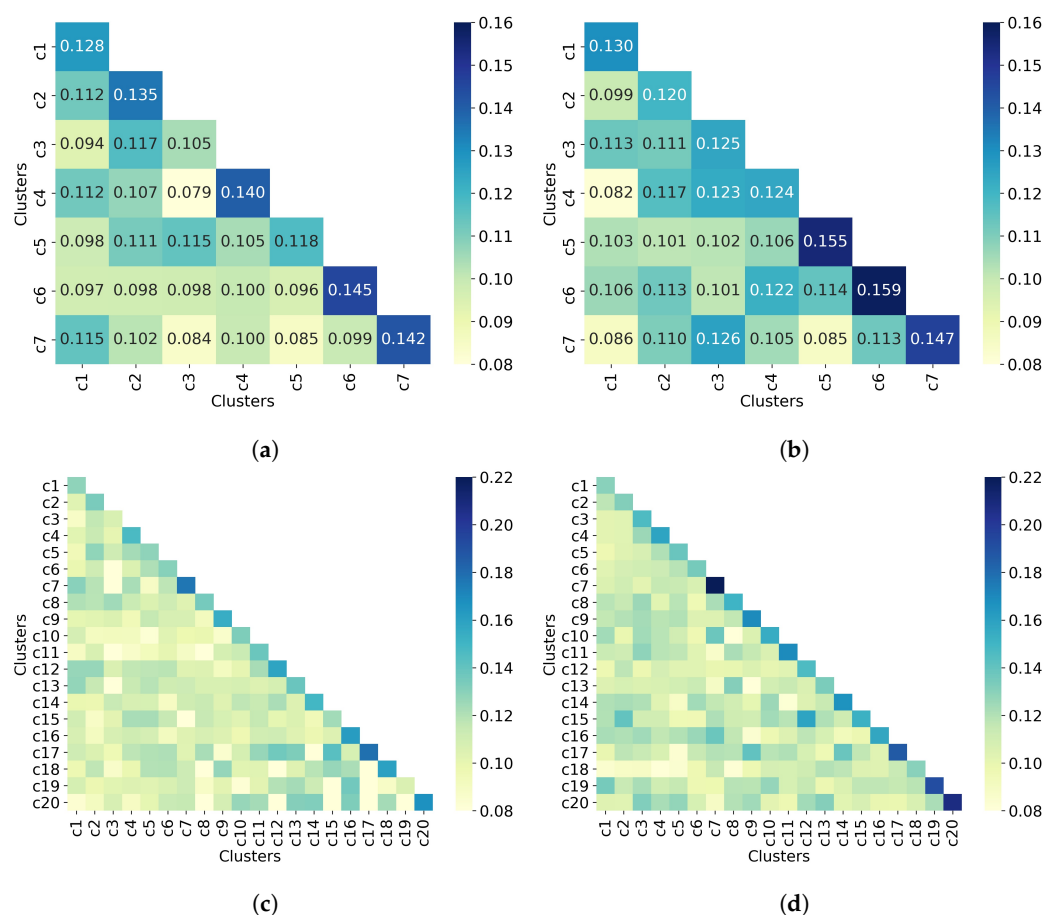 c1 0.128
c2 0.112 0.135
c3 0.094 0.117 0.105
c4 0.112 0.107 0.079 0.140
c5 0.098 0.111 0.115 0.105 0.118
c6 0.097 0.098 0.098 0.100 0.096 0.145
c7 0.115 0.102 0.084 0.100 0.085 0.099 0.142
c1 c2 c3 c4 c5 c6 c7
Clusters
Clusters
0.16
0.15
0.14
0.13
0.12
0.11
0.10
0.09
0.08
(a)
c1 0.130
c2 0.099 0.120
c3 0.113 0.111 0.125
c4 0.082 0.117 0.123 0.124
c5 0.103 0.101 0.102 0.106 0.155
c6 0.106 0.113 0.101 0.122 0.114 0.159
c7 0.086 0.110 0.126 0.105 0.085 0.113 0.147
c1 c2 c3 c4 c5 c6 c7
Clusters
Clusters
0.16
0.15
0.14
0.13
0.12
0.11
0.10
0.09
0.08
(b)
c1
c2
c3
c4
c5
c6
c7
c8
c9
c10
c11
c12
c13
c14
c15
c16
c17
c18
c19
c20
c1 c2 c3 c4 c5 c6 c7 c8 c9 c10 c11 c12 c13 c14 c15 c16 c17 c18 c19 c20
Clusters
Clusters
0.22
0.20
0.18
0.16
0.14
0.12
0.10
0.08
(c)
c1
c2
c3
c4
c5
c6
c7
c8
c9
c10
c11
c12
c13
c14
c15
c16
c17
c18
c19
c20
c1 c2 c3 c4 c5 c6 c7 c8 c9 c10 c11 c12 c13 c14 c15 c16 c17 c18 c19 c20
Clusters
Clusters
0.22
0.20
0.18
0.16
0.14
0.12
0.10
0.08
(d)